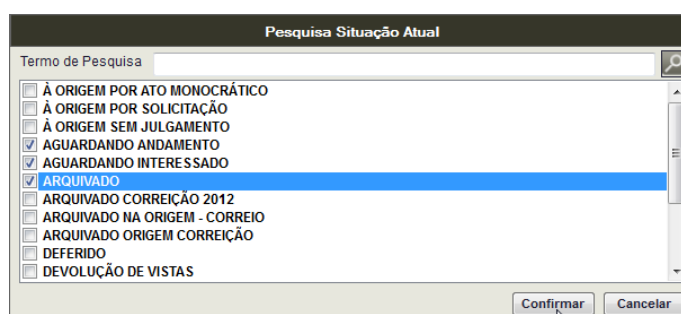 Pesquisa Situação Atual
Termo de Pesquisa
À ORIGEM POR ATO MONOCRÁTICO
À ORIGEM POR SOLICITAÇÃO
À ORIGEM SEM JULGAMENTO
AGUARDANDO ANDAMENTO
AGUARDANDO INTERESSADO
ARQUIVADO
ARQUIVADO CORREIÇÃO 2012
ARQUIVADO NA ORIGEM - CORREIO
ARQUIVADO ORIGEM CORREIÇÃO
DEFERIDO
DEVOLUÇÃO DE VISTAS
Confirmar Cancelar